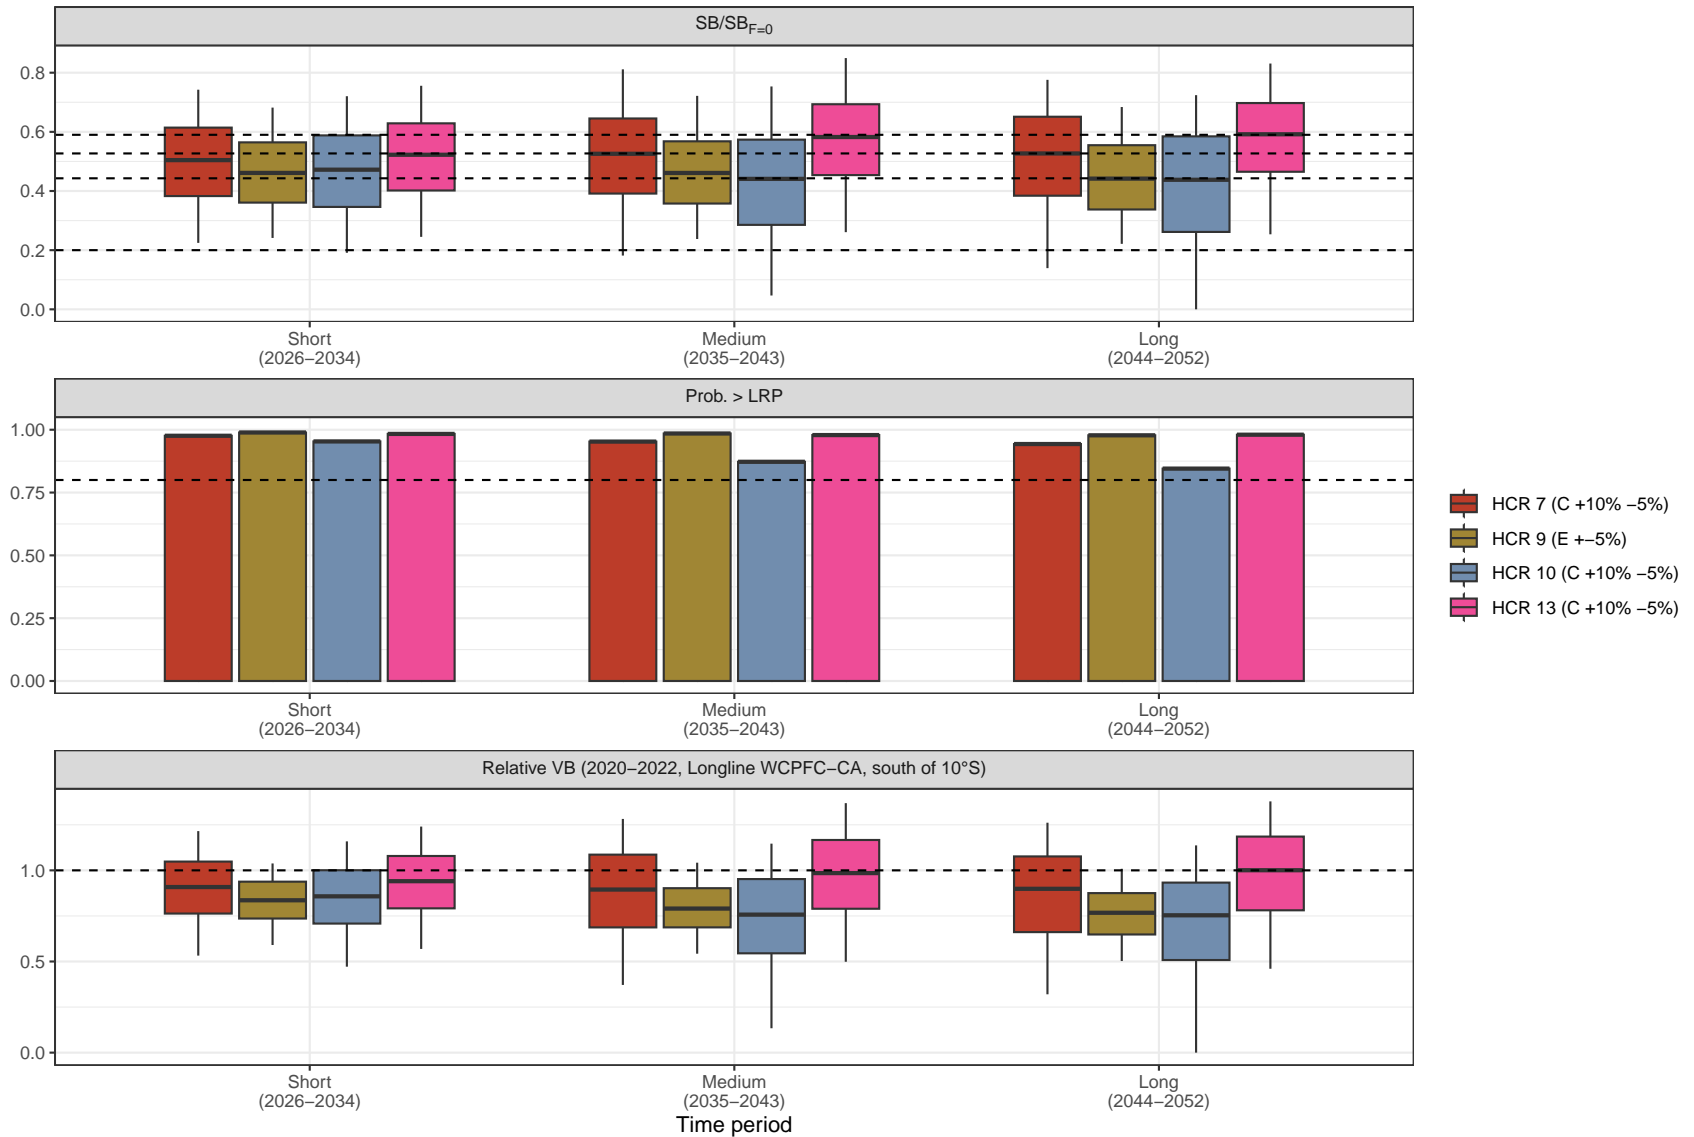 SB/SBF=0
0.8
0.6
0.4
0.2
0.0
Short
(2026−2034)
Medium
(2035−2043)
Long
(2044−2052)
Prob. > LRP
1.00
0.75
0.50
0.25
0.00
Short
(2026−2034)
Medium
(2035−2043)
Long
(2044−2052)
HCR 7 (C +10% −5%)
HCR 9 (E +−5%)
HCR 10 (C +10% −5%)
HCR 13 (C +10% −5%)
Relative VB (2020−2022, Longline WCPFC−CA, south of 10°S)
1.0
0.5
0.0
Short
(2026−2034)
Medium
(2035−2043)
Long
(2044−2052)
Time period